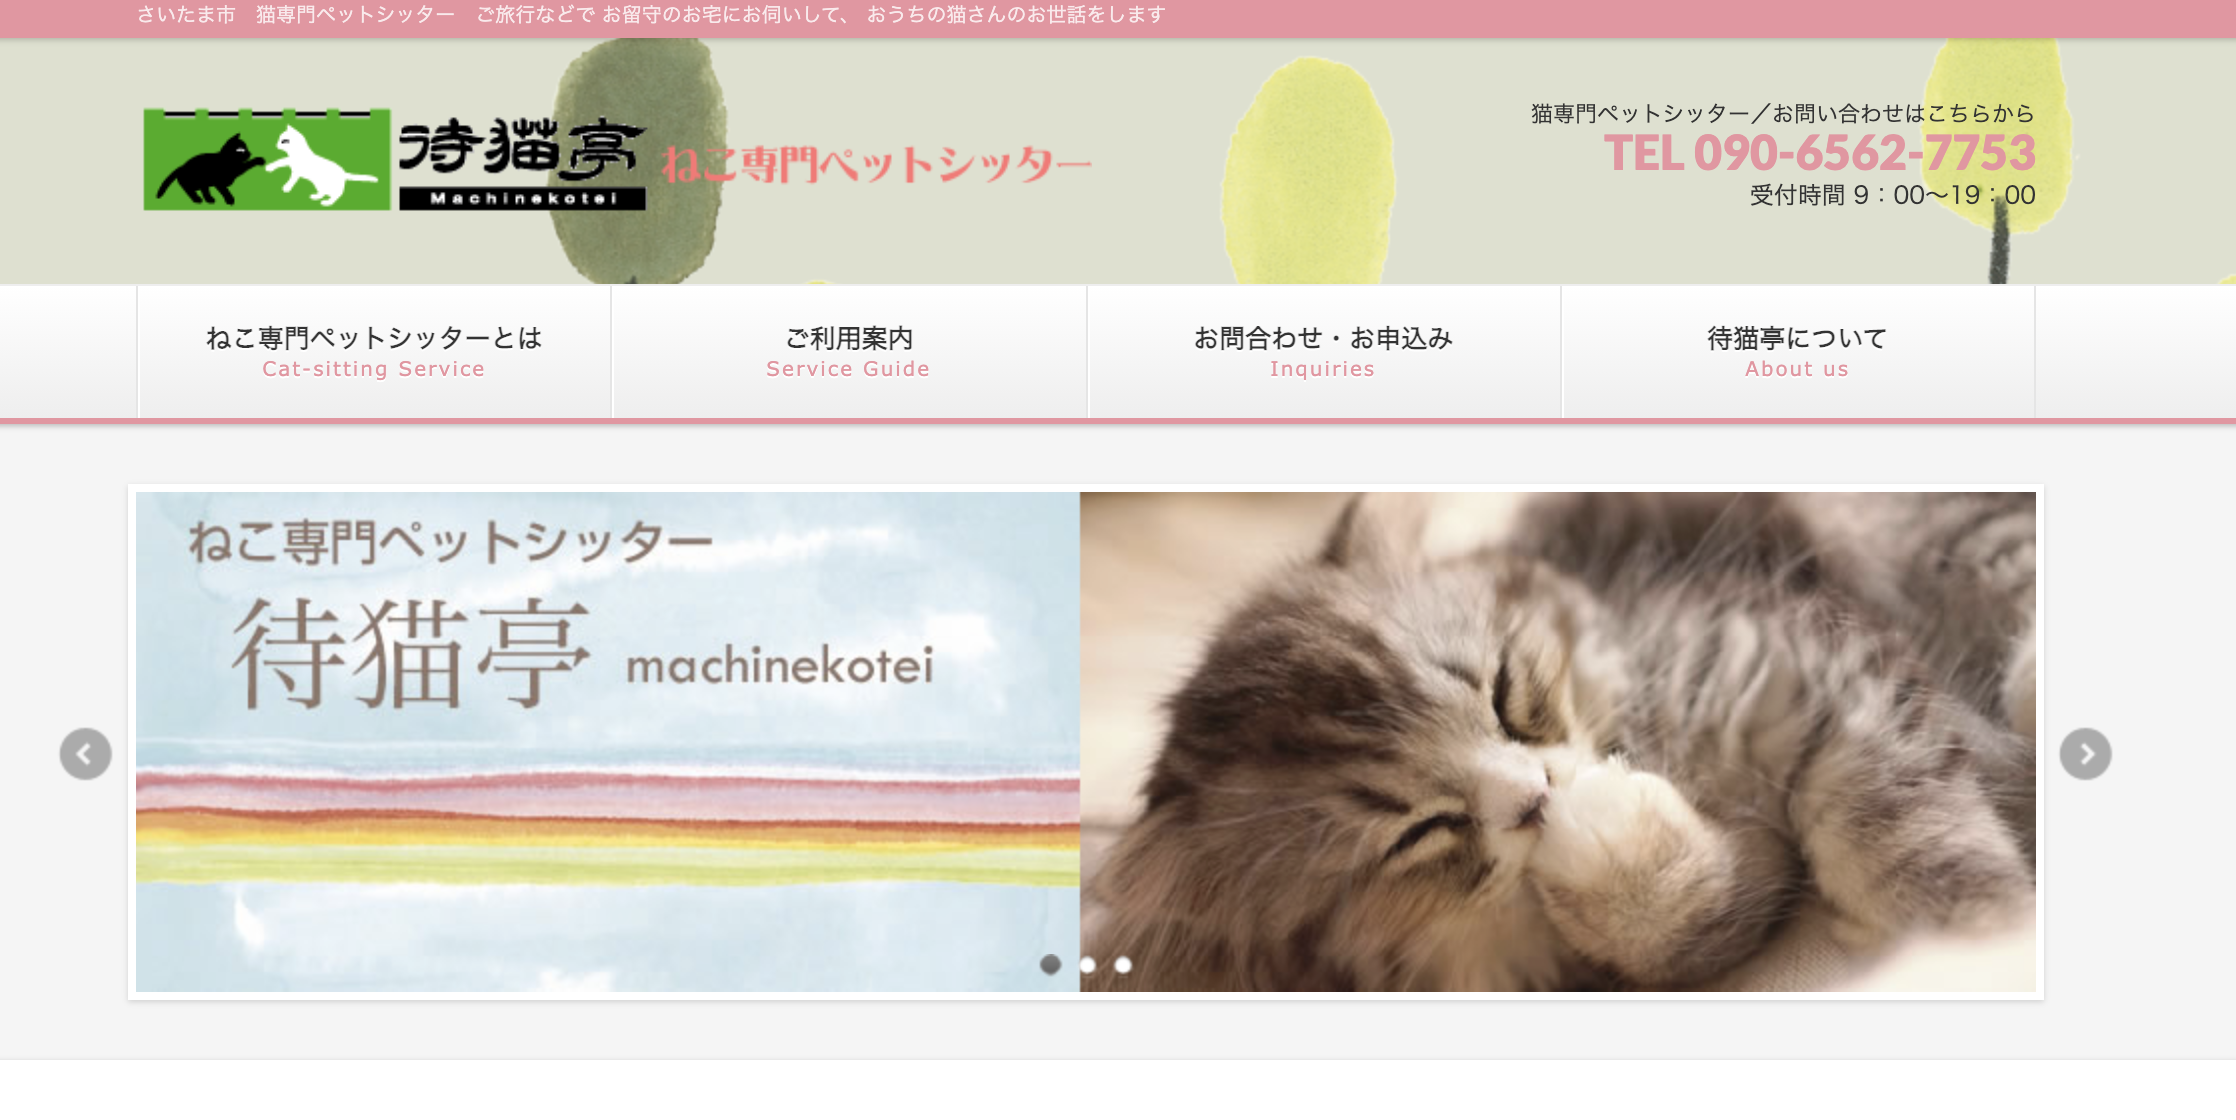 さいたま市　猫専門ペットシッター　ご旅行などで お留守のお宅にお伺いして、 おうちの猫さんのお世話をします
待猫亭
Machinekotei
ねこ専門ペットシッター
猫専門ペットシッター／お問い合わせはこちらから
TEL 090-6562-7753
受付時間 9：00〜19：00
ねこ専門ペットシッターとは
Cat-sitting Service
ご利用案内
Service Guide
お問合わせ・お申込み
Inquiries
待猫亭について
About us
ねこ専門ペットシッター
待猫亭 machinekotei